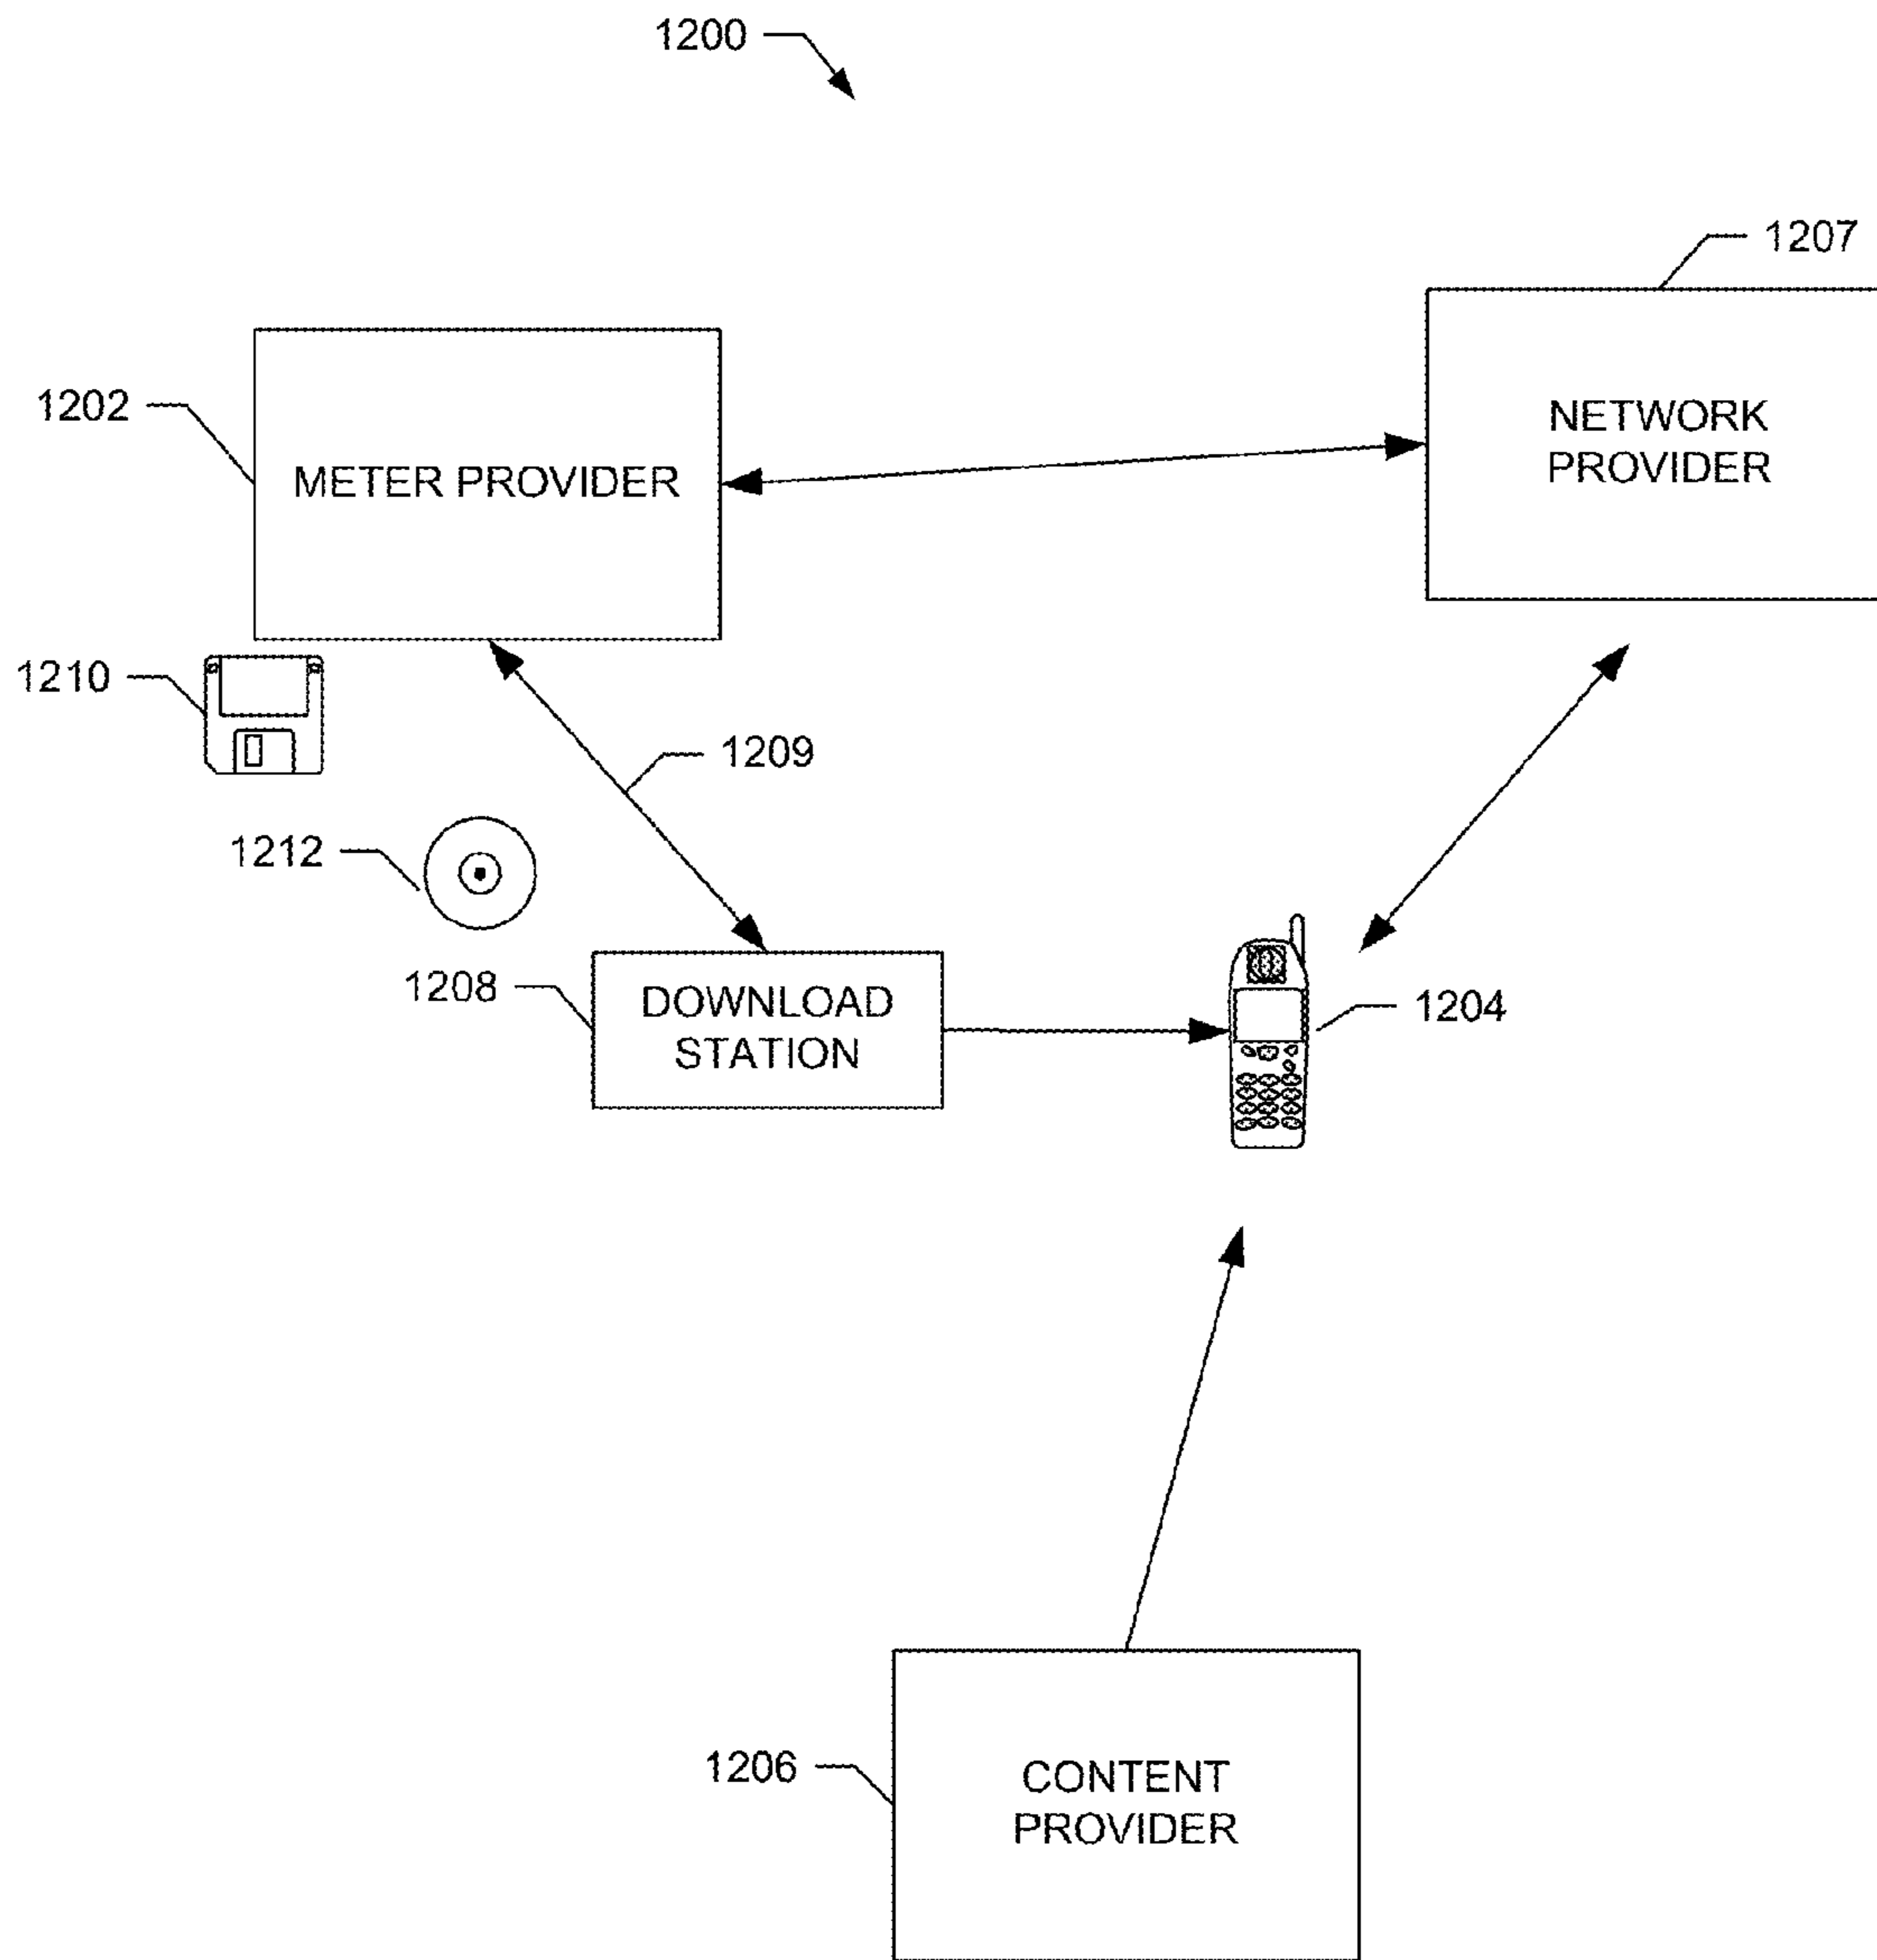 1200
1207
1202
METER PROVIDER
NETWORK
PROVIDER
1210
1209
1212
1208
DOWNLOAD
STATION
1204
1206
CONTENT
PROVIDER